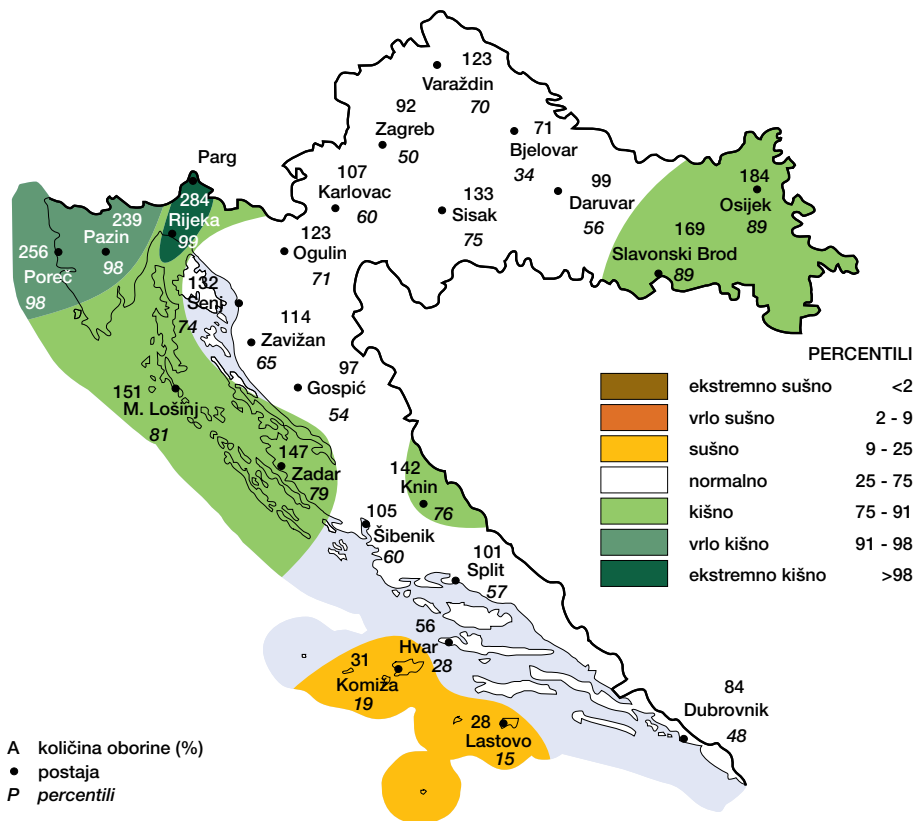 123
Varaždin
70
92
Zagreb
50
71
Bjelovar
34
Parg
107
Karlovac
60
133
Sisak
75
99
Daruvar
56
184
Osijek
89
169
Slavonski Brod
89
284
Rijeka
99
239
Pazin
98
256
Poreč
98
123
Ogulin
71
132
Senj
74
114
Zavižan
65
97
Gospić
54
151
M. Lošinj
81
147
Zadar
79
142
Knin
76
105
Šibenik
60
101
Split
57
56
Hvar
28
31
Komiža
19
28
Lastovo
15
84
Dubrovnik
48
PERCENTILI
ekstremno sušno <2
vrlo sušno 2 - 9
sušno 9 - 25
normalno 25 - 75
kišno 75 - 91
vrlo kišno 91 - 98
ekstremno kišno >98
A količina oborine (%)
● postaja
P percentili